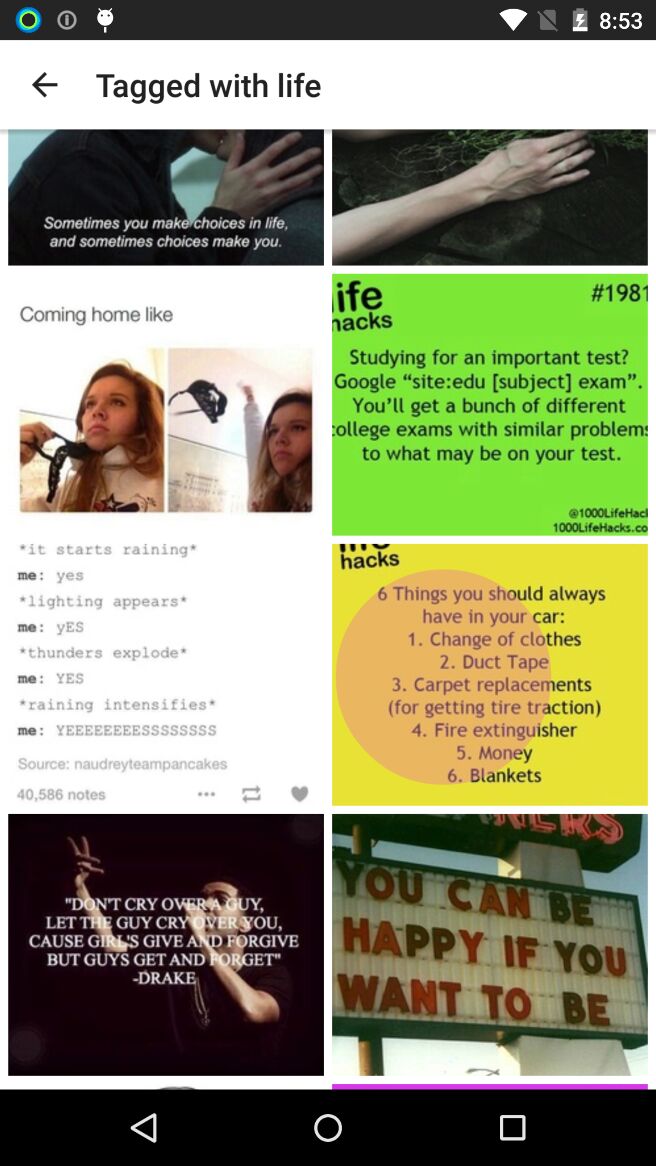 8:53
Tagged with life
Sometimes you make choices in life,
and sometimes choices make you.
Coming home like
*it starts raining*
me: yes
*lighting appears*
me: yES
*thunders explode*
me: YES
*raining intensifies*
me: YEEEEEEEEESSSSSSSS
Source: naudreyteampancakes
40,586 notes
life
hacks
#1981
Studying for an important test?
Google “site:edu [subject] exam”.
You’ll get a bunch of different
college exams with similar problems
to what may be on your test.
@1000LifeHac
1000LifeHacks.co
hacks
6 Things you should always
have in your car:
1. Change of clothes
2. Duct Tape
3. Carpet replacements
(for getting tire traction)
4. Fire extinguisher
5. Money
6. Blankets
"DON'T CRY OVER A GUY,
LET THE GUY CRY OVER YOU,
CAUSE GIRL'S GIVE AND FORGIVE
BUT GUYS GET AND FORGET"
-DRAKE
YOU CAN BE
HAPPY IF YOU
WANT TO BE